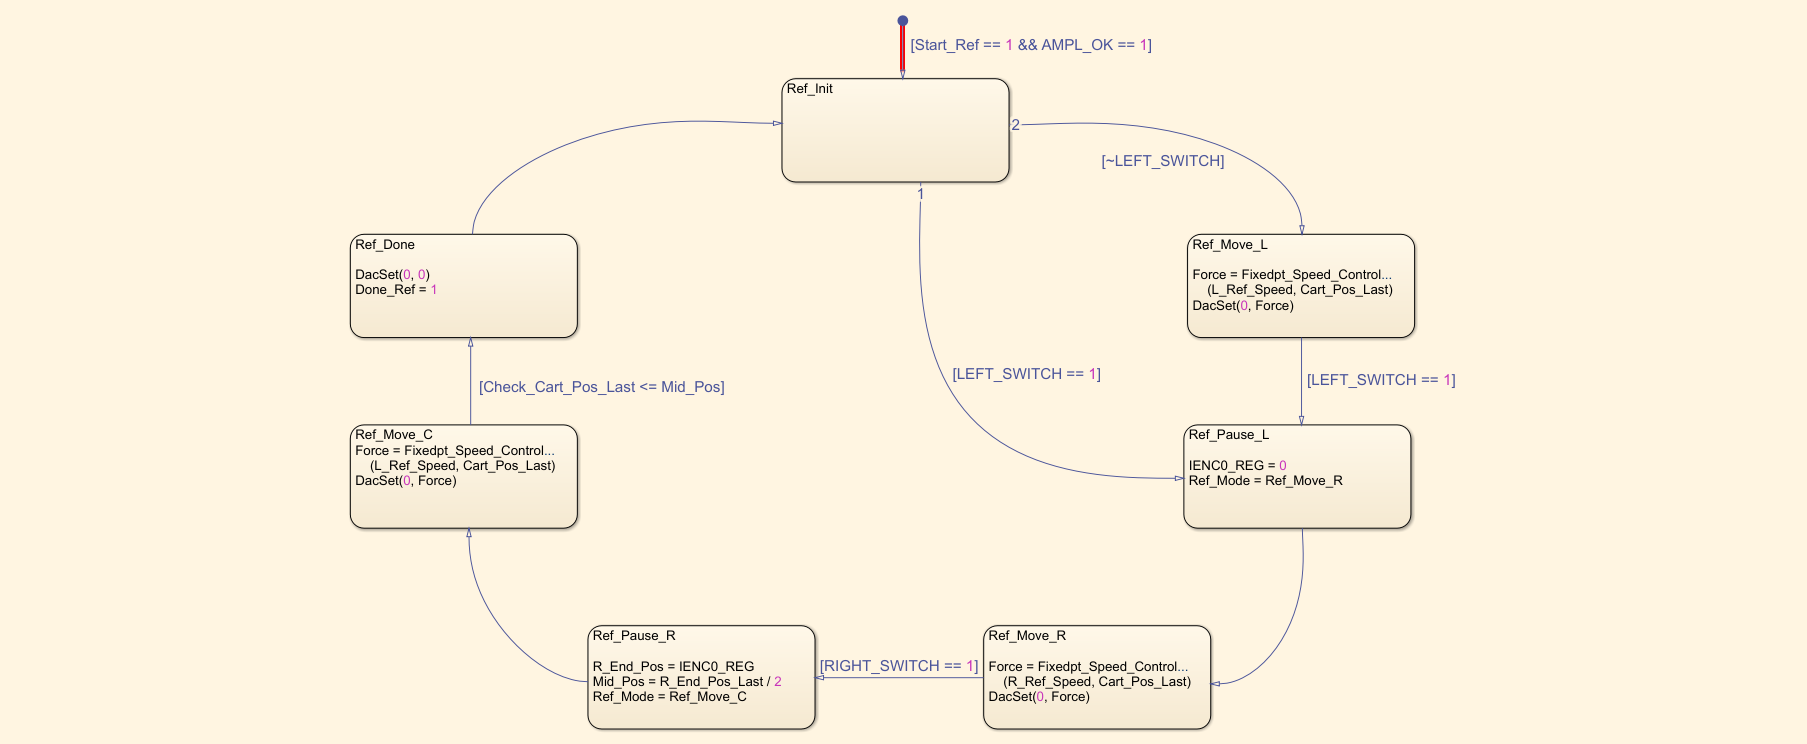 [Start_Ref == 1 && AMPL_OK == 1]
Ref_Init
2
[~LEFT_SWITCH]
1
Ref_Done
DacSet(0, 0)
Done_Ref = 1
Ref_Move_L
Force = Fixedpt_Speed_Control...
(L_Ref_Speed, Cart_Pos_Last)
DacSet(0, Force)
[LEFT_SWITCH == 1]
[LEFT_SWITCH == 1]
[Check_Cart_Pos_Last <= Mid_Pos]
Ref_Move_C
Force = Fixedpt_Speed_Control...
(L_Ref_Speed, Cart_Pos_Last)
DacSet(0, Force)
Ref_Pause_L
IENC0_REG = 0
Ref_Mode = Ref_Move_R
Ref_Pause_R
R_End_Pos = IENC0_REG
Mid_Pos = R_End_Pos_Last / 2
Ref_Mode = Ref_Move_C
[RIGHT_SWITCH == 1]
Ref_Move_R
Force = Fixedpt_Speed_Control...
(R_Ref_Speed, Cart_Pos_Last)
DacSet(0, Force)